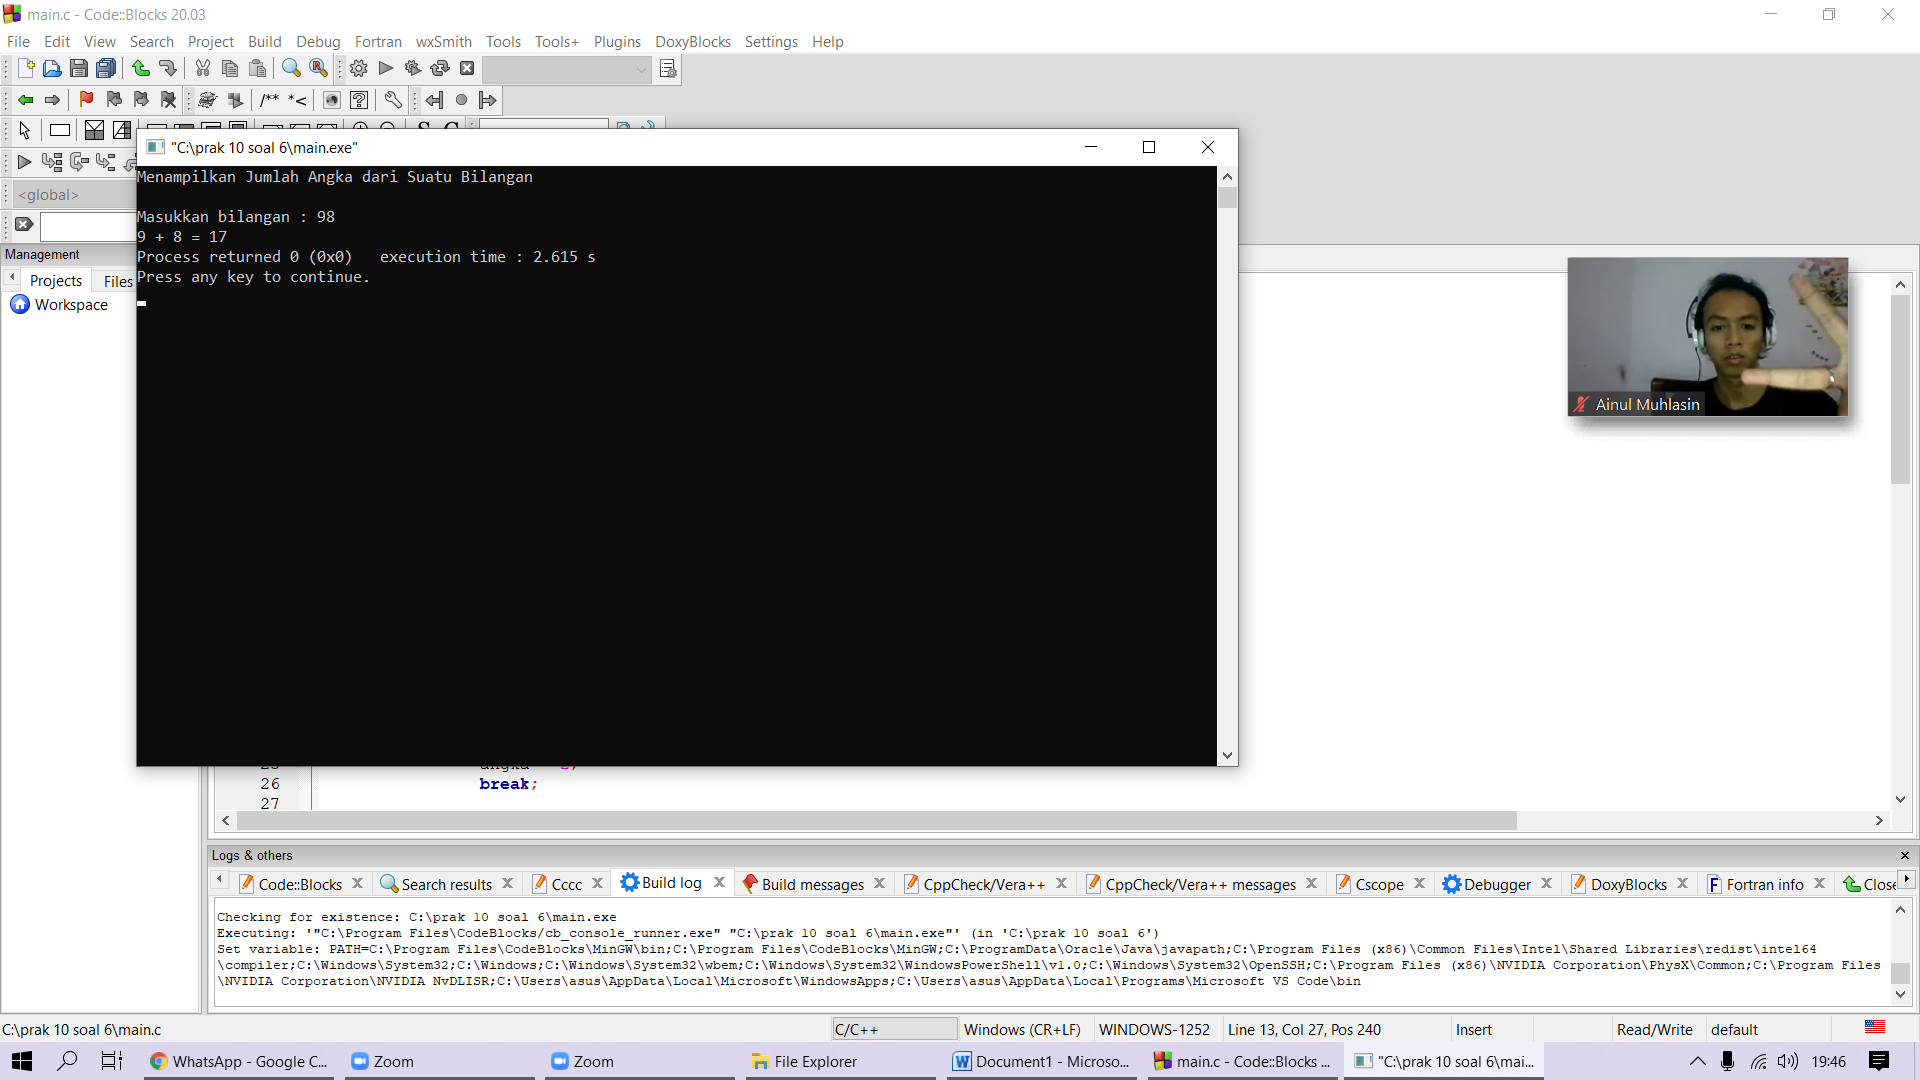 main.c - Code::Blocks 20.03
File Edit View Search Project Build Debug Fortran wxSmith Tools Tools+ Plugins DoxyBlocks Settings Help
/** *<
<global>
"C:\prak 10 soal 6\main.exe"
Menampilkan Jumlah Angka dari Suatu Bilangan
Masukkan bilangan : 98
9 + 8 = 17
Process returned 0 (0x0)   execution time : 2.615 s
Press any key to continue.
Management
Projects Files
Workspace
Ainul Muhlasin
26 break;
27
Logs & others
Code::Blocks Search results Cccc Build log Build messages CppCheck/Vera++ CppCheck/Vera++ messages Cscope Debugger DoxyBlocks Fortran info Close
Checking for existence: C:\prak 10 soal 6\main.exe
Executing: '"C:\Program Files\CodeBlocks/cb_console_runner.exe" "C:\prak 10 soal 6\main.exe"' (in 'C:\prak 10 soal 6')
Set variable: PATH=C:\Program Files\CodeBlocks\MinGW\bin;C:\Program Files\CodeBlocks\MinGW;C:\ProgramData\Oracle\Java\javapath;C:\Program Files (x86)\Common Files\Intel\Shared Libraries\redist\intel64
\compiler;C:\Windows\System32;C:\Windows;C:\Windows\System32\wbem;C:\Windows\System32\WindowsPowerShell\v1.0;C:\Windows\System32\OpenSSH;C:\Program Files (x86)\NVIDIA Corporation\PhysX\Common;C:\Program Files
\NVIDIA Corporation\NVIDIA NvDLISR;C:\Users\asus\AppData\Local\Microsoft\WindowsApps;C:\Users\asus\AppData\Local\Programs\Microsoft VS Code\bin
C:\prak 10 soal 6\main.c C/C++ Windows (CR+LF) WINDOWS-1252 Line 13, Col 27, Pos 240 Insert Read/Write default
WhatsApp - Google C... Zoom Zoom File Explorer Document1 - Microso... main.c - Code::Blocks ... "C:\prak 10 soal 6\mai... 19:46